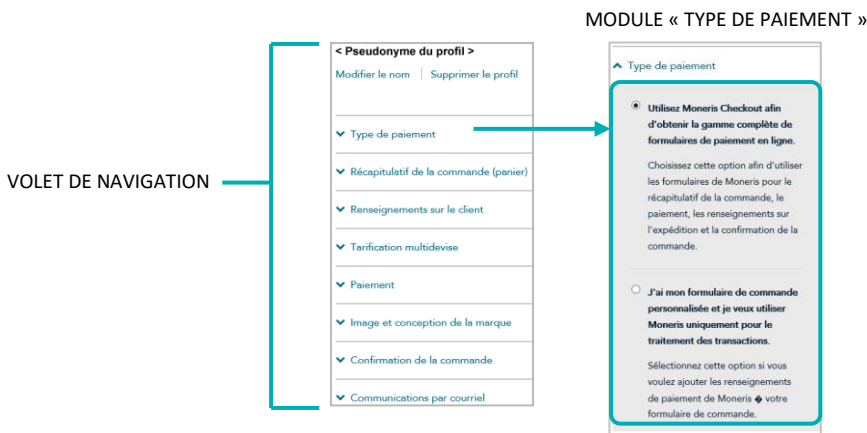 MODULE « TYPE DE PAIEMENT »
VOLET DE NAVIGATION
< Pseudonyme du profil >
Modifier le nom | Supprimer le profil
Type de paiement
Récapitulatif de la commande (panier)
Renseignements sur le client
Tarification multidevise
Paiement
Image et conception de la marque
Confirmation de la commande
Communications par courriel
Type de paiement
Utilisez Moneris Checkout afin
d'obtenir la gamme complète de
formulaires de paiement en ligne.
Choisissez cette option afin d'utiliser
les formulaires de Moneris pour le
récapitulatif de la commande, le
paiement, les renseignements sur
l'expédition et la confirmation de la
commande.
J'ai mon formulaire de commande
personnalisée et je veux utiliser
Moneris uniquement pour le
traitement des transactions.
Sélectionnez cette option si vous
voulez ajouter les renseignements
de paiement de Moneris � votre
formulaire de commande.